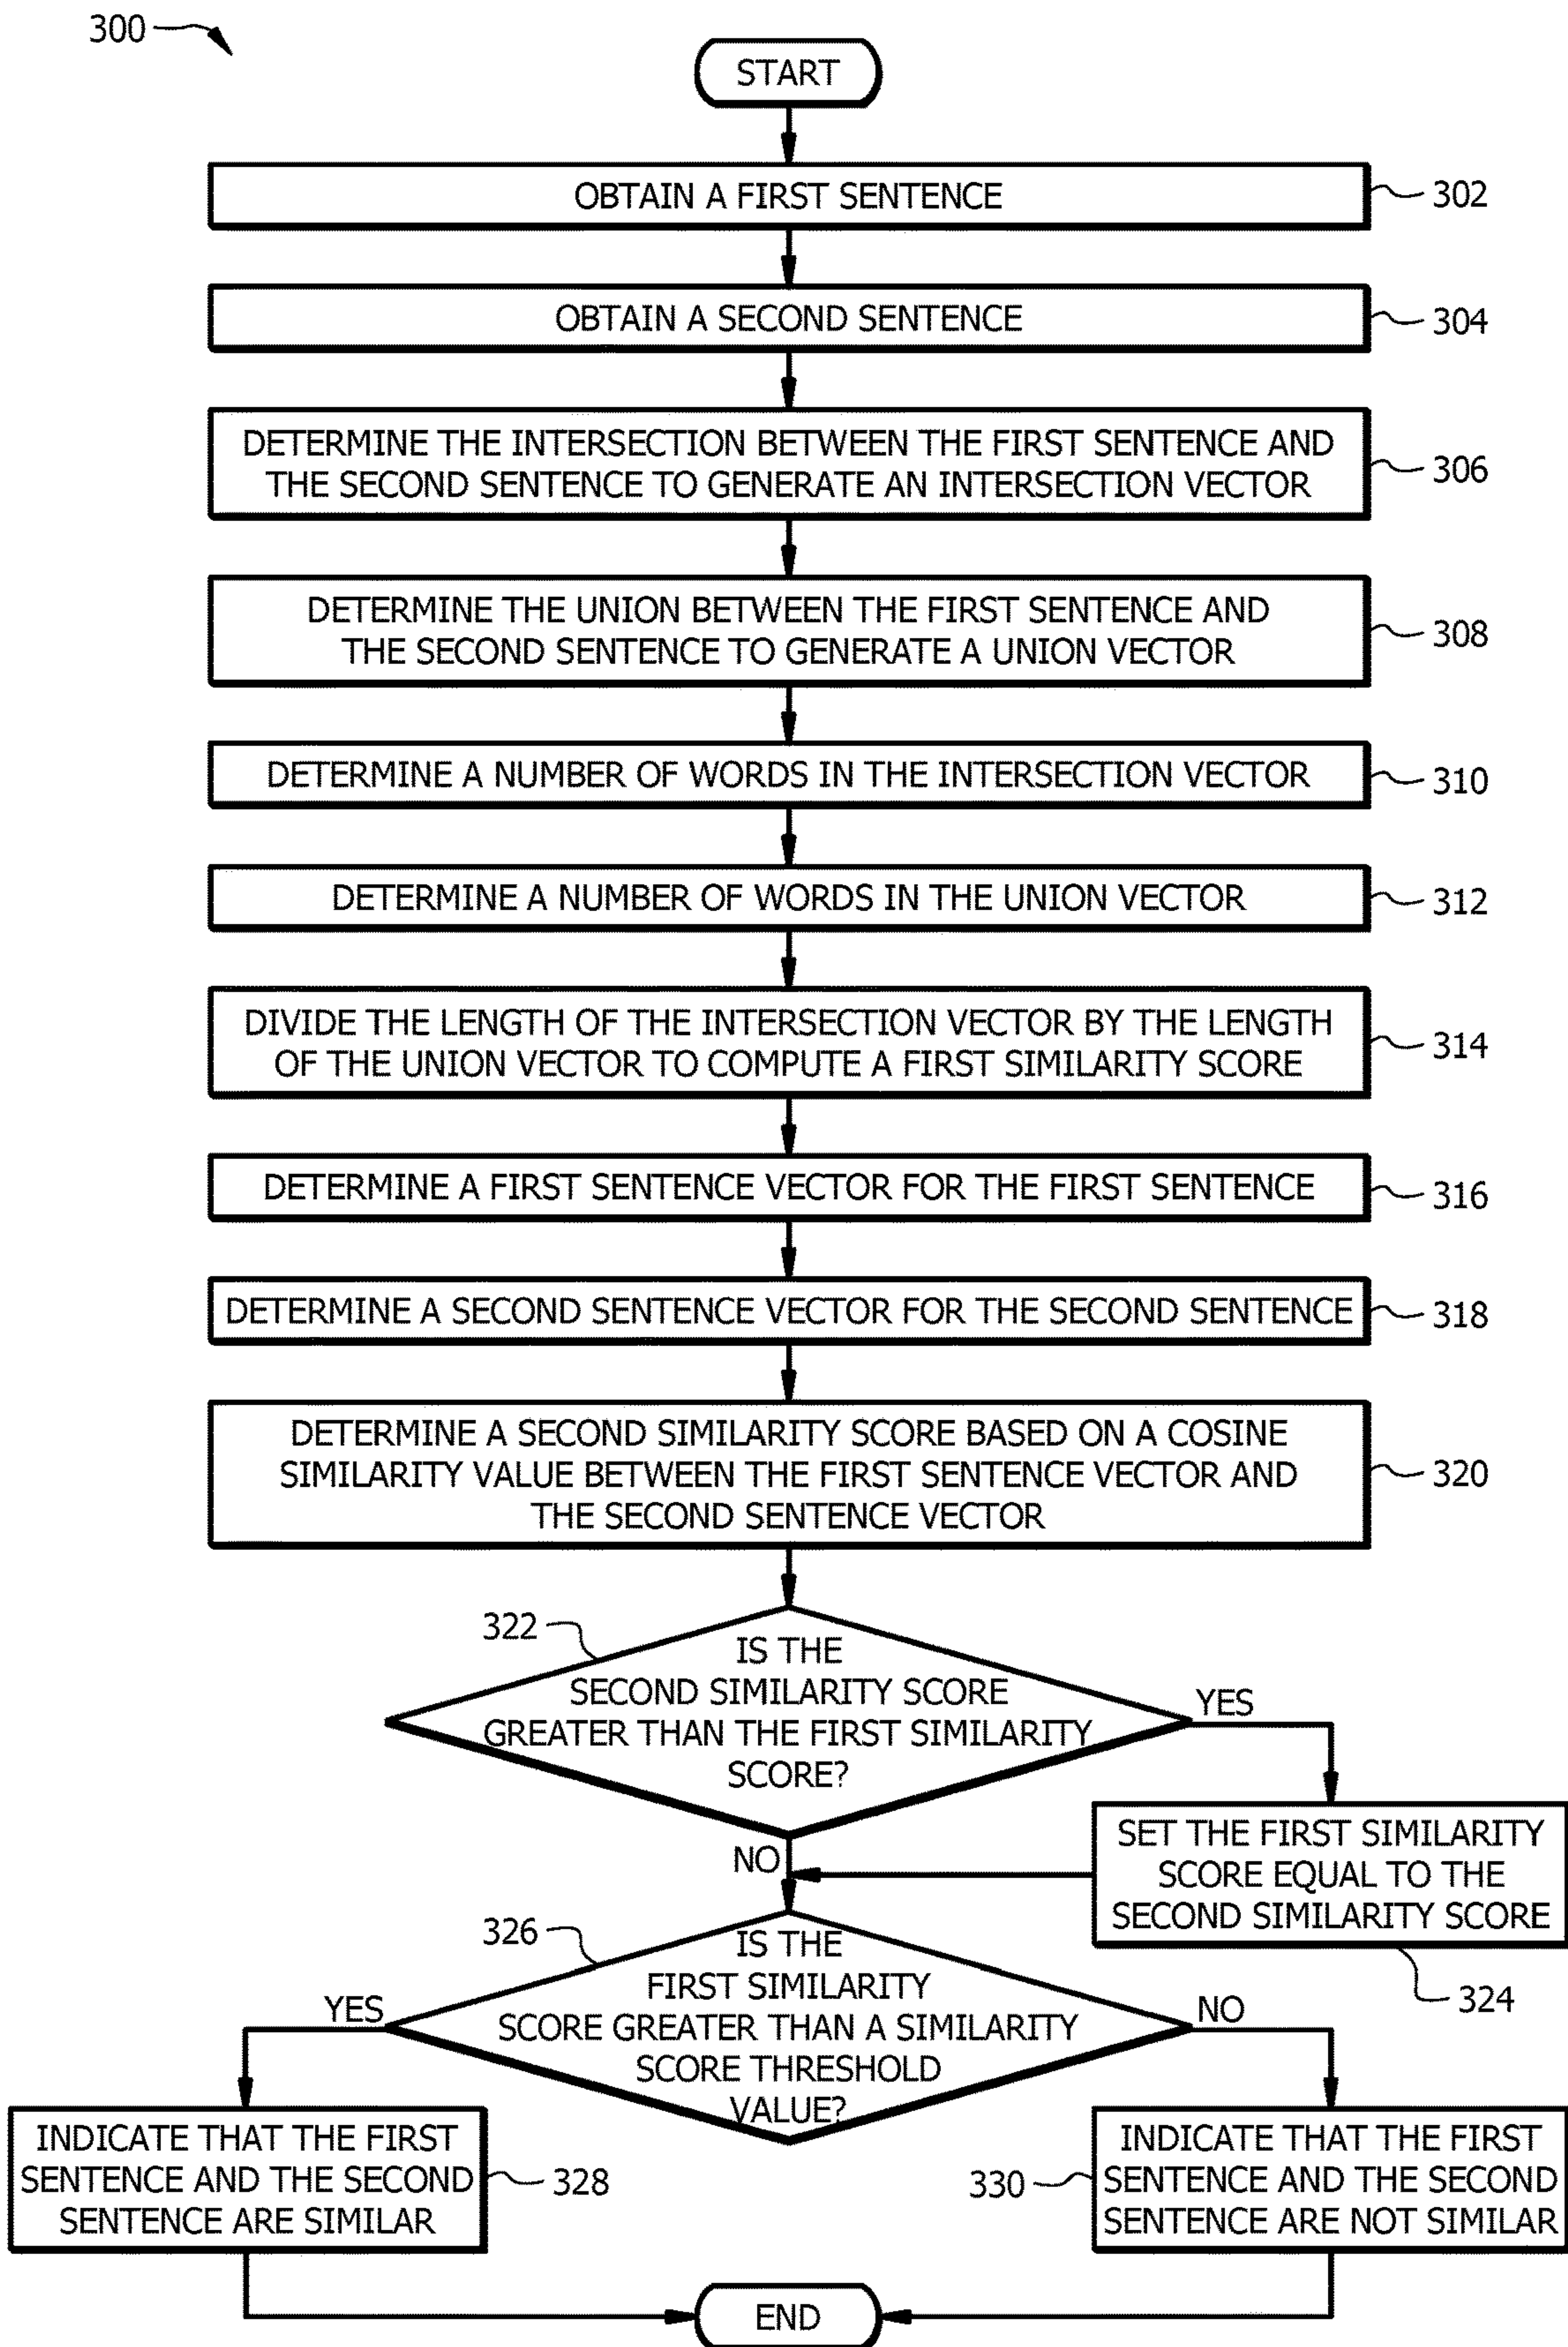 300
START
OBTAIN A FIRST SENTENCE
302
OBTAIN A SECOND SENTENCE
304
DETERMINE THE INTERSECTION BETWEEN THE FIRST SENTENCE AND
THE SECOND SENTENCE TO GENERATE AN INTERSECTION VECTOR
306
DETERMINE THE UNION BETWEEN THE FIRST SENTENCE AND
THE SECOND SENTENCE TO GENERATE A UNION VECTOR
308
DETERMINE A NUMBER OF WORDS IN THE INTERSECTION VECTOR
310
DETERMINE A NUMBER OF WORDS IN THE UNION VECTOR
312
DIVIDE THE LENGTH OF THE INTERSECTION VECTOR BY THE LENGTH
OF THE UNION VECTOR TO COMPUTE A FIRST SIMILARITY SCORE
314
DETERMINE A FIRST SENTENCE VECTOR FOR THE FIRST SENTENCE
316
DETERMINE A SECOND SENTENCE VECTOR FOR THE SECOND SENTENCE
318
DETERMINE A SECOND SIMILARITY SCORE BASED ON A COSINE
SIMILARITY VALUE BETWEEN THE FIRST SENTENCE VECTOR AND
THE SECOND SENTENCE VECTOR
320
322
IS THE
SECOND SIMILARITY SCORE
GREATER THAN THE FIRST SIMILARITY
SCORE?
YES
NO
SET THE FIRST SIMILARITY
SCORE EQUAL TO THE
SECOND SIMILARITY SCORE
324
326
IS THE
FIRST SIMILARITY
SCORE GREATER THAN A SIMILARITY
SCORE THRESHOLD
VALUE?
YES
NO
INDICATE THAT THE FIRST
SENTENCE AND THE SECOND
SENTENCE ARE SIMILAR
328
330
INDICATE THAT THE FIRST
SENTENCE AND THE SECOND
SENTENCE ARE NOT SIMILAR
END